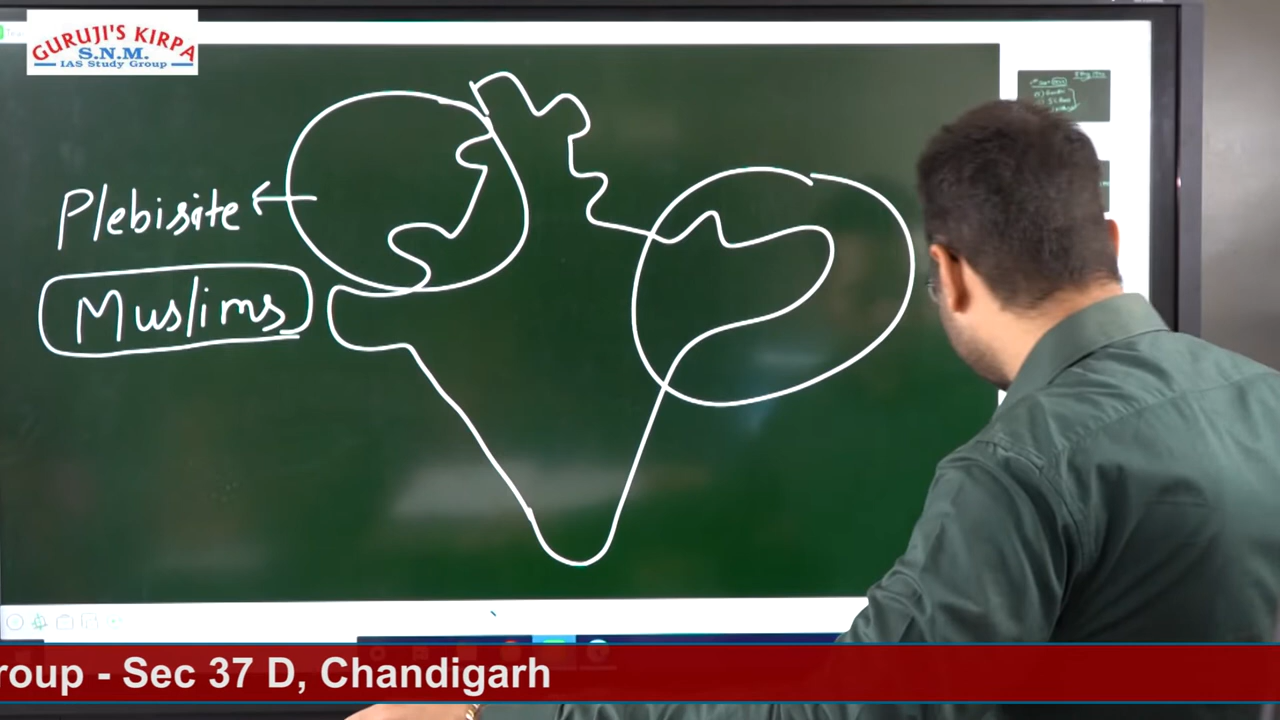 GURUJI'S KIRPA
S.N.M.
IAS Study Group
Plebisite
Muslims
roup - Sec 37 D, Chandigarh